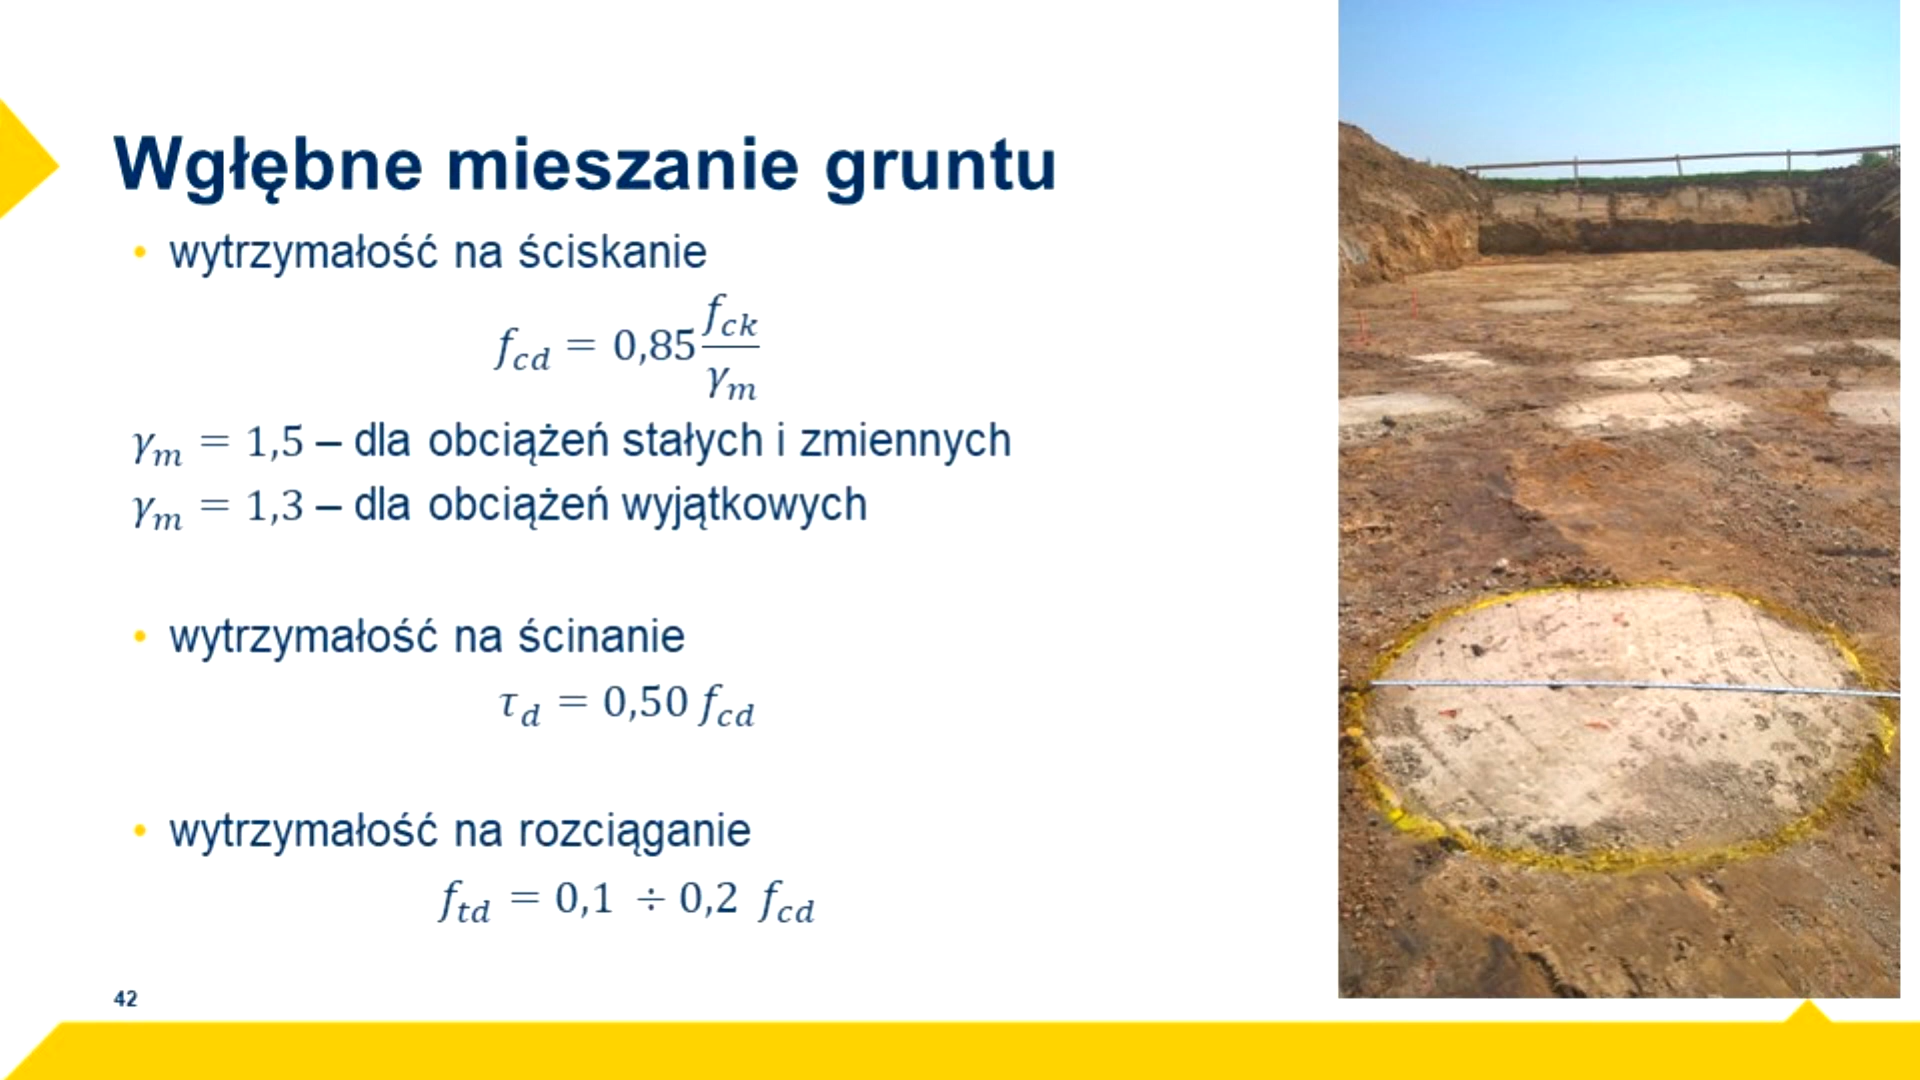 Wgłębne mieszanie gruntu
• wytrzymałość na ściskanie
f_cd = 0,85 f_ck / γ_m
γ_m = 1,5 – dla obciążeń stałych i zmiennych
γ_m = 1,3 – dla obciążeń wyjątkowych
• wytrzymałość na ścinanie
τ_d = 0,50 f_cd
• wytrzymałość na rozciąganie
f_td = 0,1 ÷ 0,2 f_cd
42